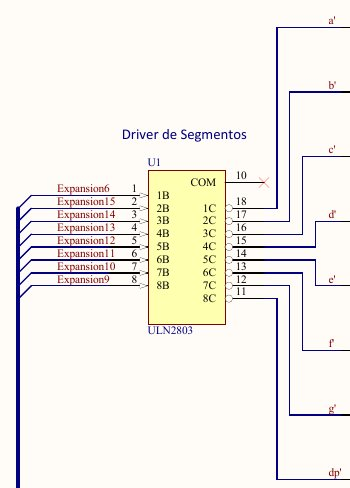 a'
b'
Driver de Segmentos
U1
c'
COM 10
Expansion6 1 1B
Expansion15 2 2B 1C 18
Expansion14 3 3B 2C 17
Expansion13 4 4B 3C 16
Expansion12 5 5B 4C 15
Expansion11 6 6B 5C 14
Expansion10 7 7B 6C 13
Expansion9 8 8B 7C 12
8C 11
d'
e'
ULN2803
f'
g'
dp'